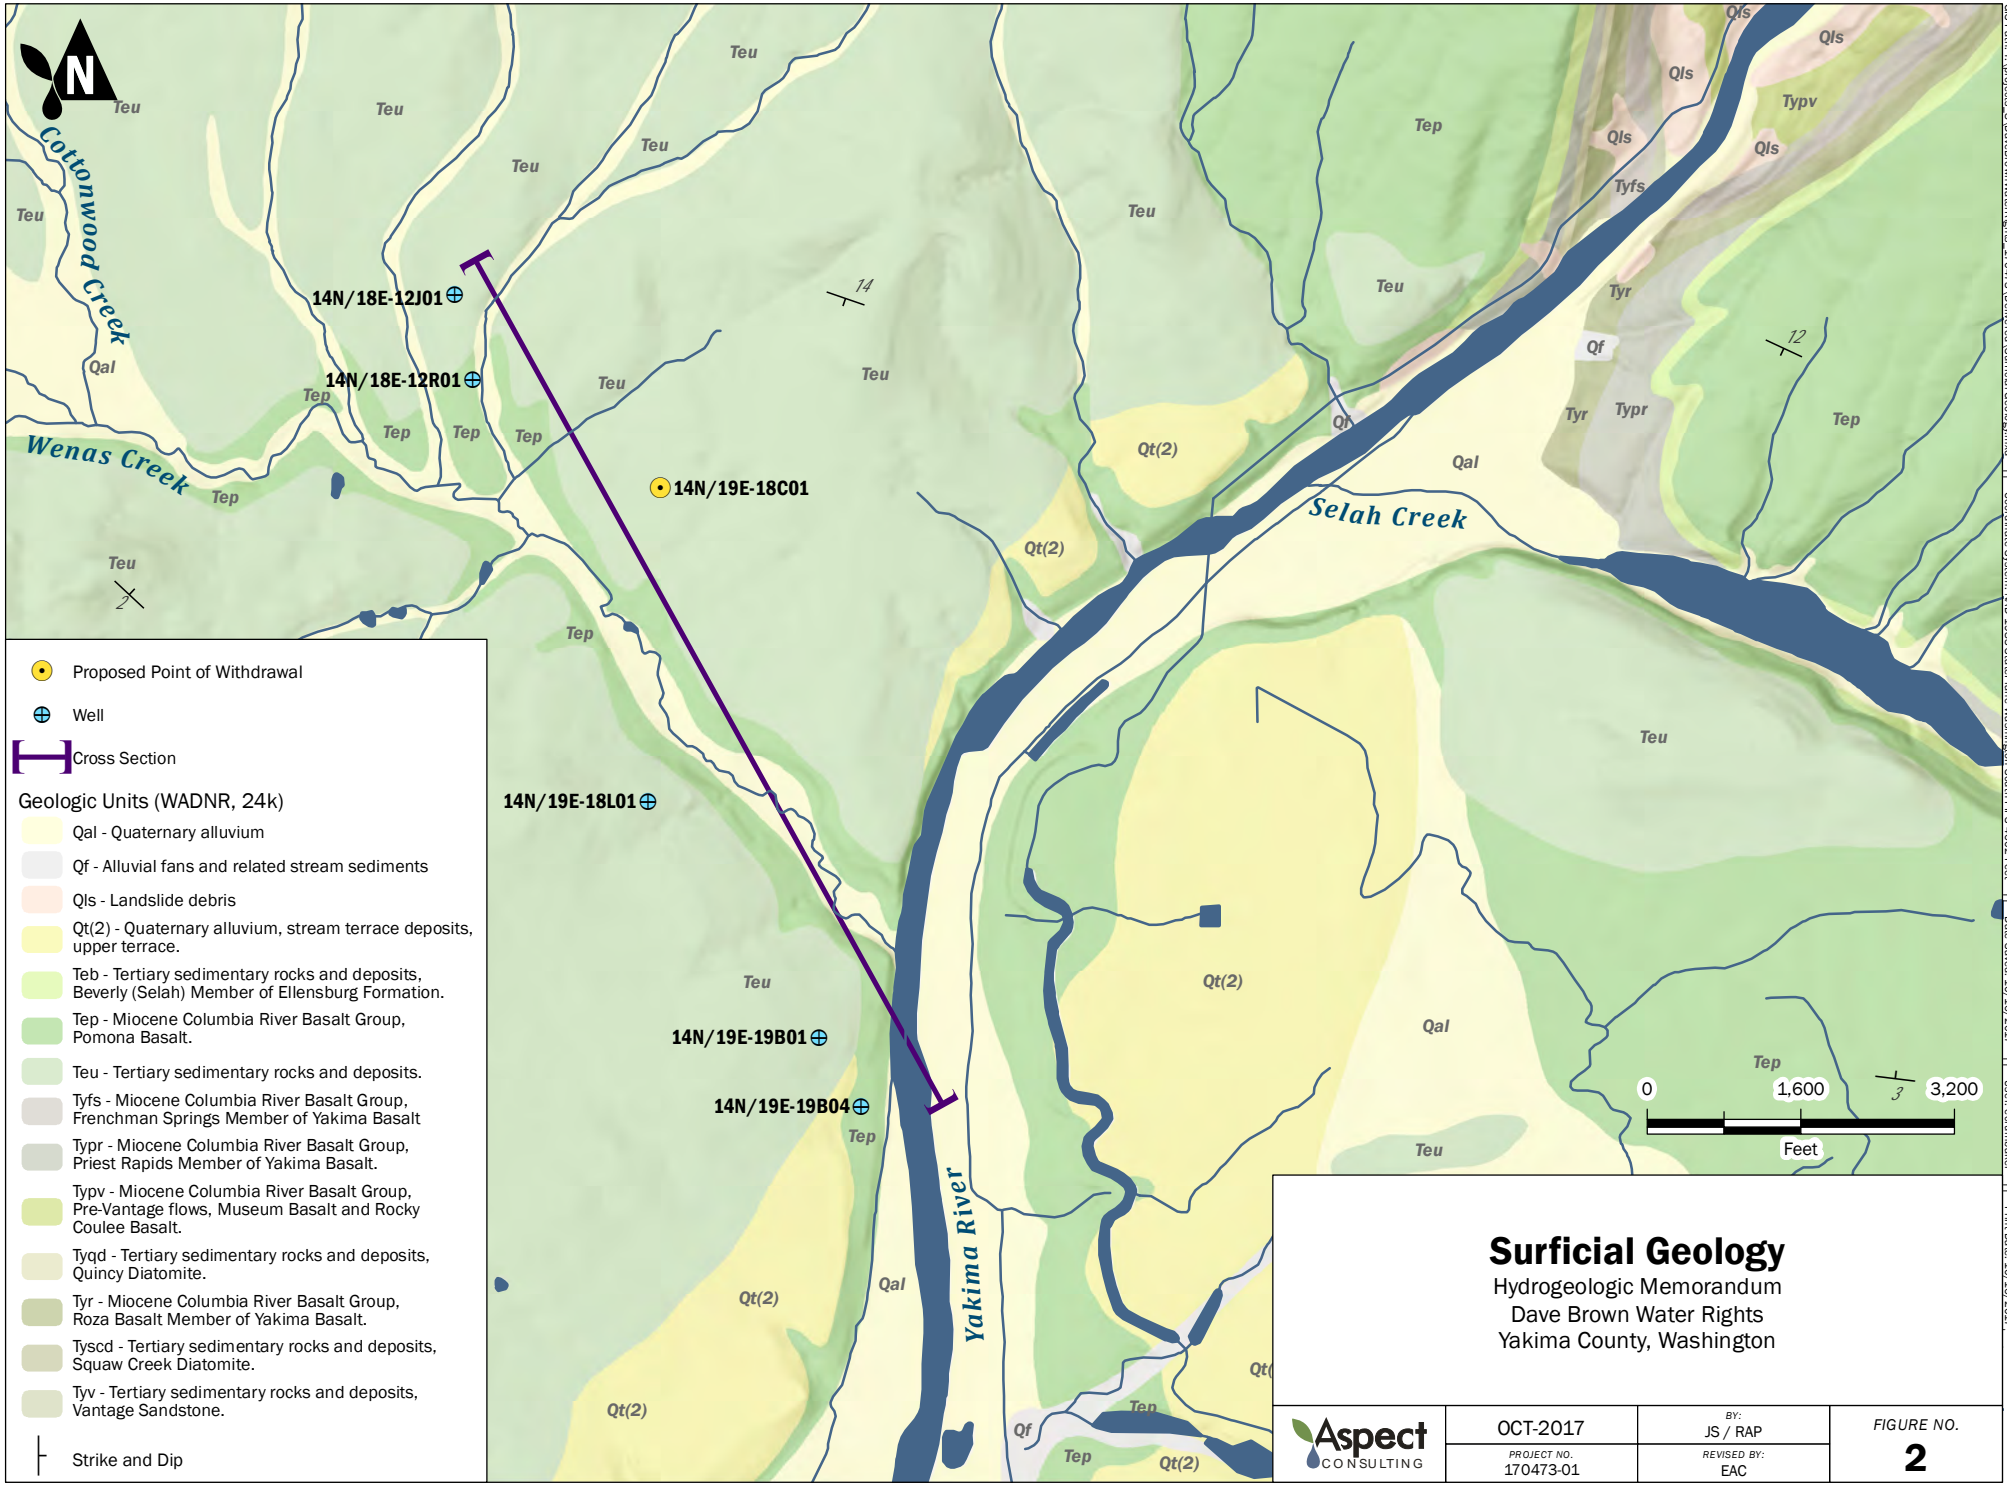 N
Teu
Teu
Teu
Teu
Teu
Teu
Teu
Tep
Teu
Qls
Qls
Qls
Typv
Qls
Qls
Tyfs
Cottonwood Creek
14N/18E-12J01
14
Tyr
Qf
12
Qal
14N/18E-12R01
Tep
Teu
Teu
Qf
Tyr
Typr
Tep
Tep
Tep
Tep
Wenas Creek
Tep
Qt(2)
Qal
14N/19E-18C01
Selah Creek
Qt(2)
Teu
2
Tep
Teu
14N/19E-18L01
Teu
Qt(2)
14N/19E-19B01
Qal
Tep
3
14N/19E-19B04
Tep
Teu
Yakima River
Qal
Qt(2)
Qt(2)
Qt(
Qf
Tep
Tep
Qt(2)
0 1,600 3,200
Feet
Proposed Point of Withdrawal
Well
Cross Section
Geologic Units (WADNR, 24k)
Qal - Quaternary alluvium
Qf - Alluvial fans and related stream sediments
Qls - Landslide debris
Qt(2) - Quaternary alluvium, stream terrace deposits,
upper terrace.
Teb - Tertiary sedimentary rocks and deposits,
Beverly (Selah) Member of Ellensburg Formation.
Tep - Miocene Columbia River Basalt Group,
Pomona Basalt.
Teu - Tertiary sedimentary rocks and deposits.
Tyfs - Miocene Columbia River Basalt Group,
Frenchman Springs Member of Yakima Basalt
Typr - Miocene Columbia River Basalt Group,
Priest Rapids Member of Yakima Basalt.
Typv - Miocene Columbia River Basalt Group,
Pre-Vantage flows, Museum Basalt and Rocky
Coulee Basalt.
Tyqd - Tertiary sedimentary rocks and deposits,
Quincy Diatomite.
Tyr - Miocene Columbia River Basalt Group,
Roza Basalt Member of Yakima Basalt.
Tyscd - Tertiary sedimentary rocks and deposits,
Squaw Creek Diatomite.
Tyv - Tertiary sedimentary rocks and deposits,
Vantage Sandstone.
Strike and Dip
Surficial Geology
Hydrogeologic Memorandum
Dave Brown Water Rights
Yakima County, Washington
Aspect
CONSULTING
OCT-2017
PROJECT NO.
170473-01
BY:
JS / RAP
REVISED BY:
EAC
FIGURE NO.
2